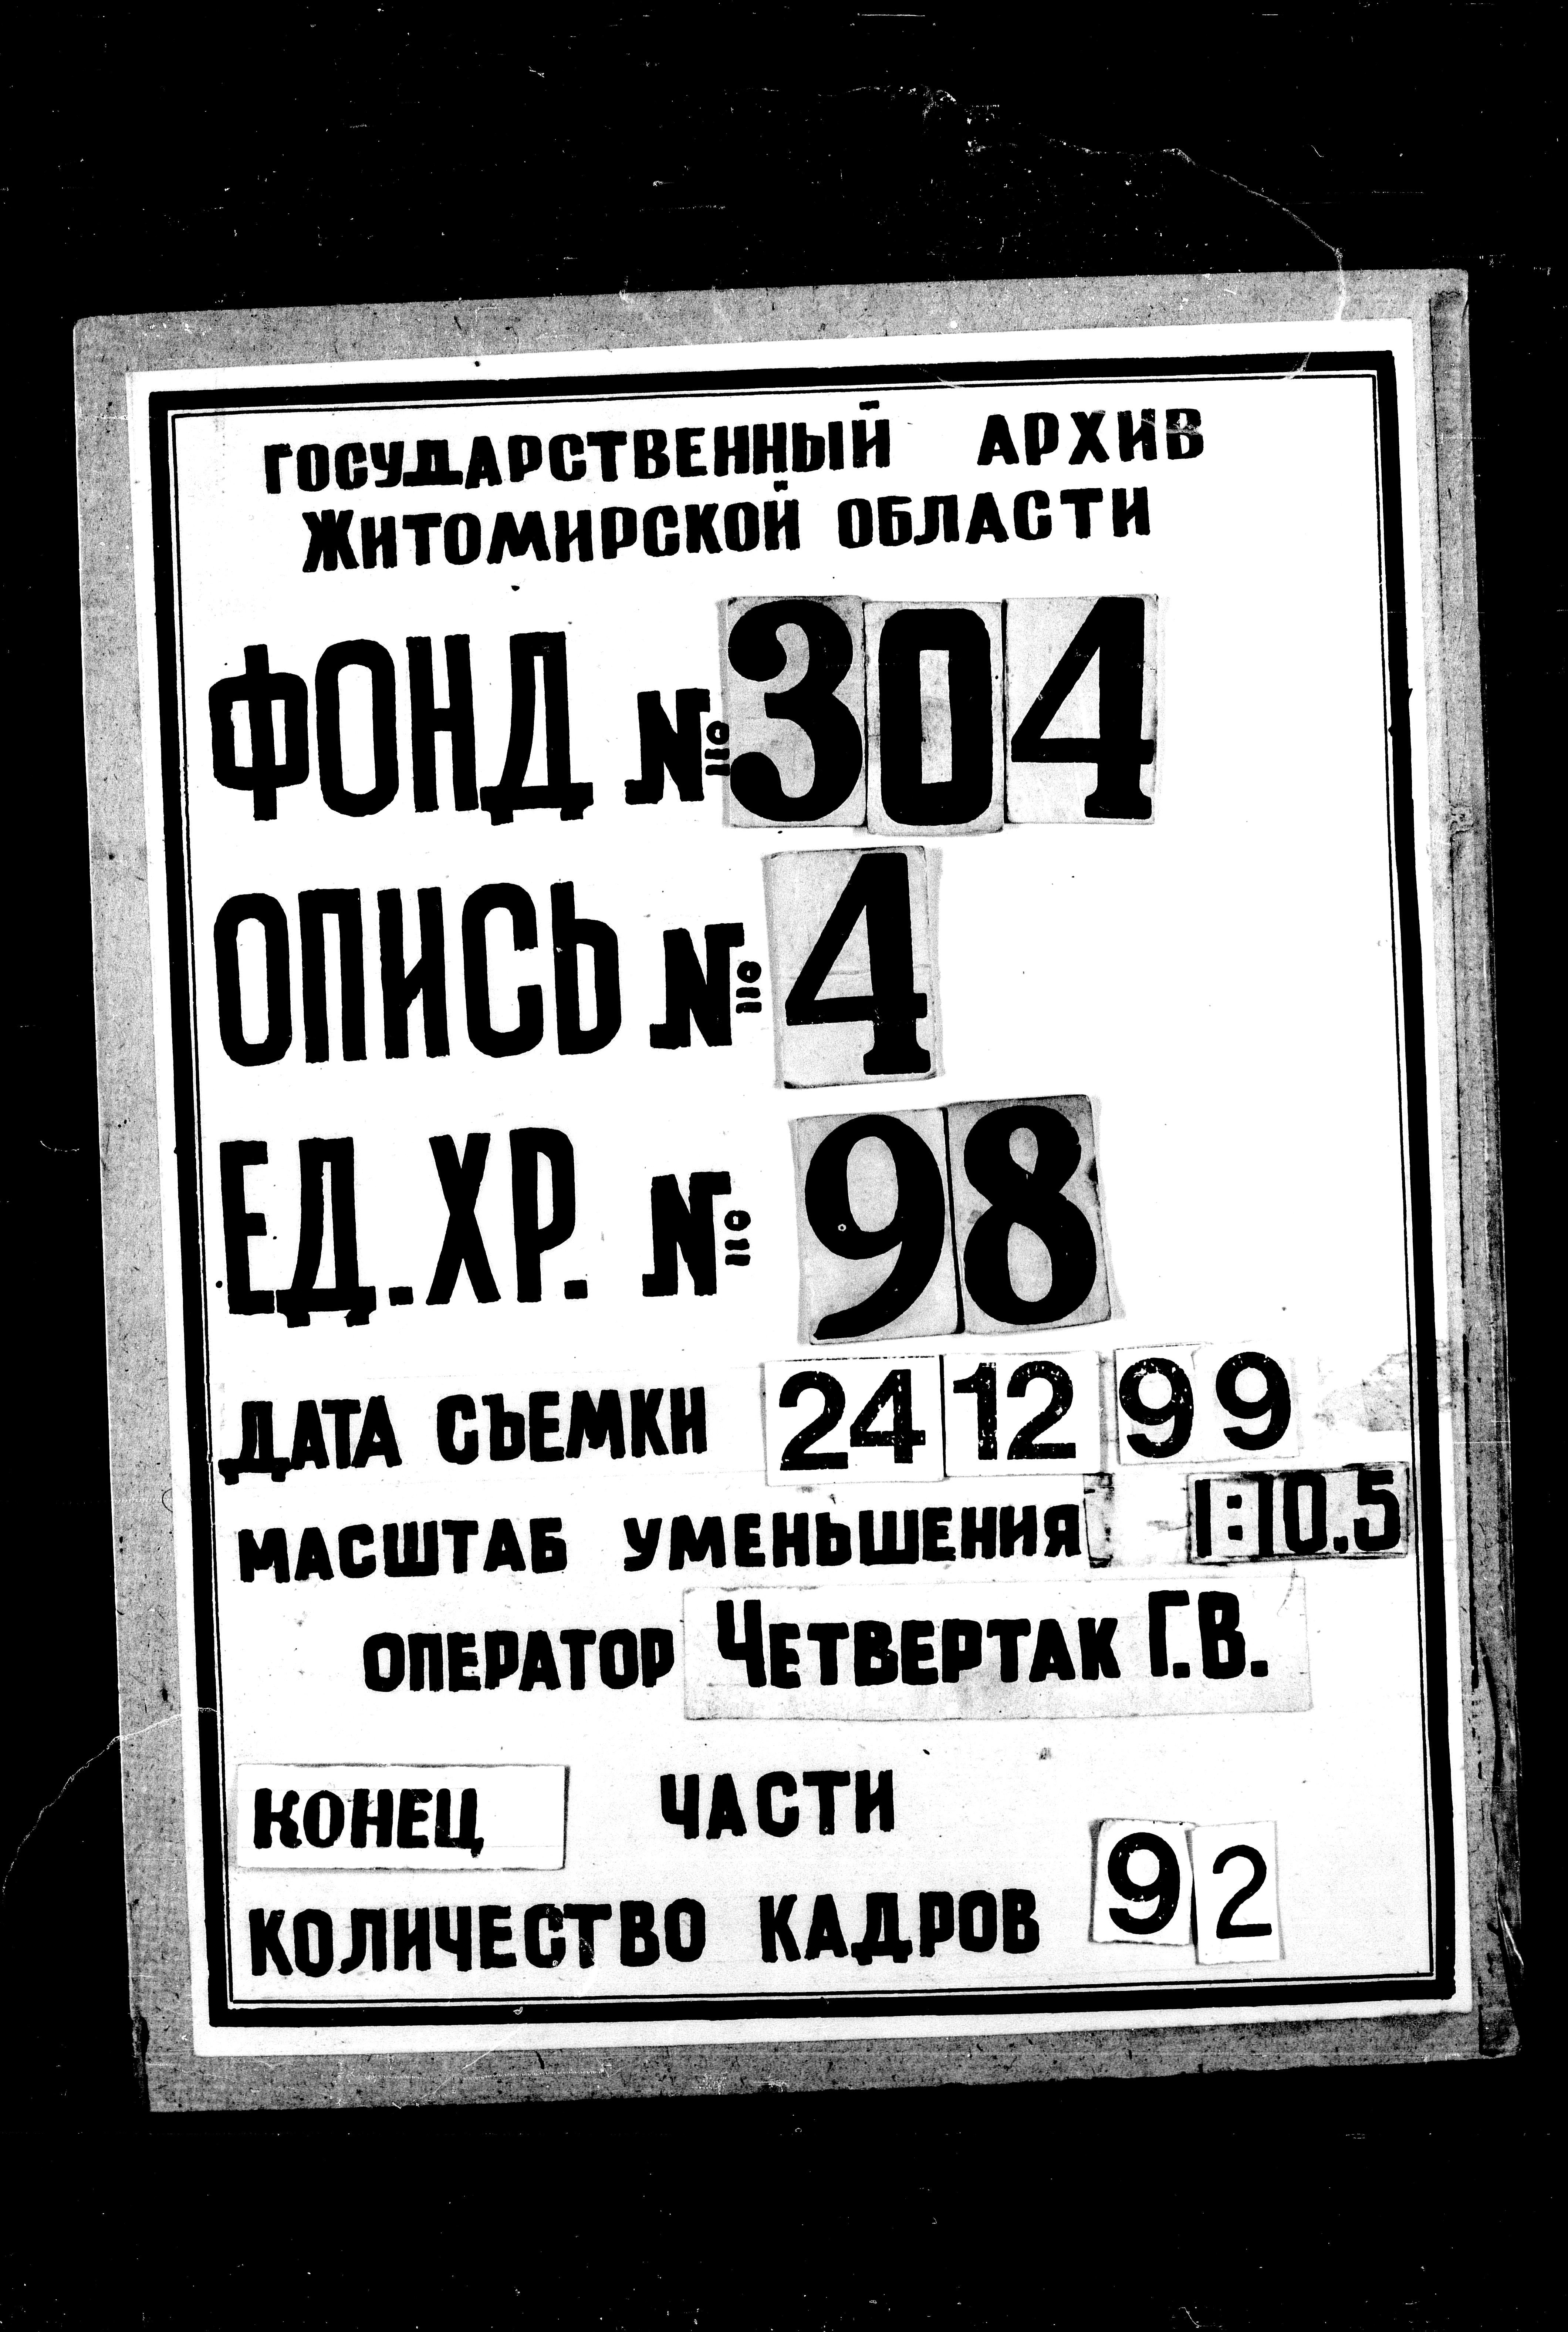 ГОСУДАРСТВЕННЫЙ АРХИВ
ЖИТОМИРСКОЙ ОБЛАСТИ
ФОНД № 304
ОПИСЬ № 4
ЕД.ХР. № 98
ДАТА СЪЕМКИ 24 12 99
МАСШТАБ УМЕНЬШЕНИЯ 1:10.5
ОПЕРАТОР ЧЕТВЕРТАК Г.В.
КОНЕЦ ЧАСТИ
КОЛИЧЕСТВО КАДРОВ 92